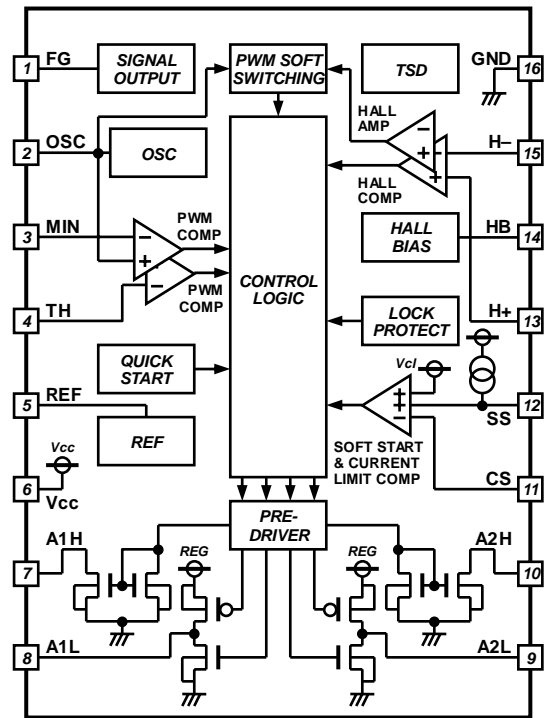 FG
1
SIGNAL
OUTPUT
PWM SOFT
SWITCHING
TSD
GND
16
OSC
2
OSC
HALL
AMP
−
+
+
H−
15
HALL
COMP
MIN
3
−
+
PWM
COMP
HALL
BIAS
HB
14
TH
4
−
PWM
COMP
CONTROL
LOGIC
LOCK
PROTECT
H+
13
QUICK
START
REF
5
REF
Vcl
+
+
−
12
SS
SOFT START
& CURRENT
LIMIT COMP
CS
11
Vcc
6
Vcc
PRE-
DRIVER
A1H
7
REG
REG
A2H
10
A1L
8
A2L
9